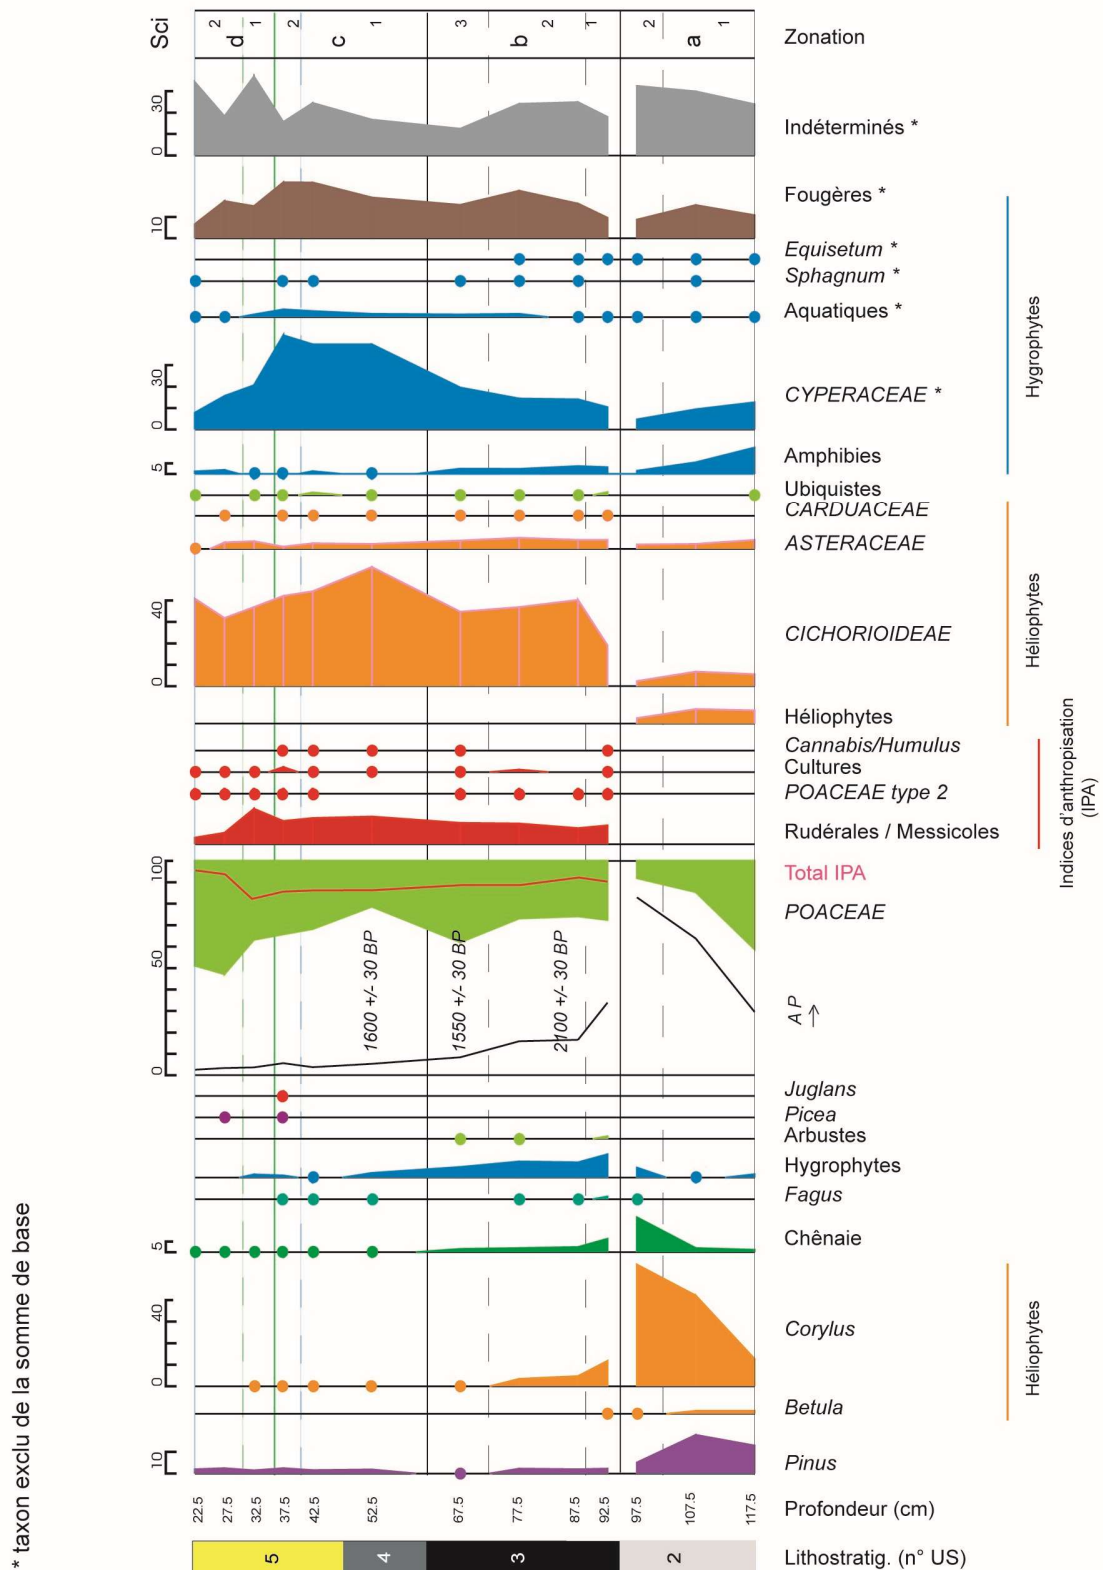 Sci
2
1
2
1
3
2
1
2
1
d
c
b
a
Zonation
30
0
Indéterminés *
10
Fougères *
Equisetum *
Sphagnum *
Aquatiques *
30
0
CYPERACEAE *
5
Amphibies
Ubiquistes
CARDUACEAE
ASTERACEAE
40
0
CICHORIOIDEAE
Héliophytes
Cannabis/Humulus
Cultures
POACEAE type 2
Rudérales / Messicoles
100
50
0
Total IPA
POACEAE
1600 +/- 30 BP
1550 +/- 30 BP
2100 +/- 30 BP
A P →
Juglans
Picea
Arbustes
Hygrophytes
Fagus
5
Chênaie
40
0
Corylus
Betula
10
Pinus
22.5
27.5
32.5
37.5
42.5
52.5
67.5
77.5
87.5
92.5
97.5
107.5
117.5
Profondeur (cm)
5
4
3
2
Lithostratig. (n° US)
Hygrophytes
Héliophytes
Indices d'anthropisation
(IPA)
Héliophytes
* taxon exclu de la somme de base